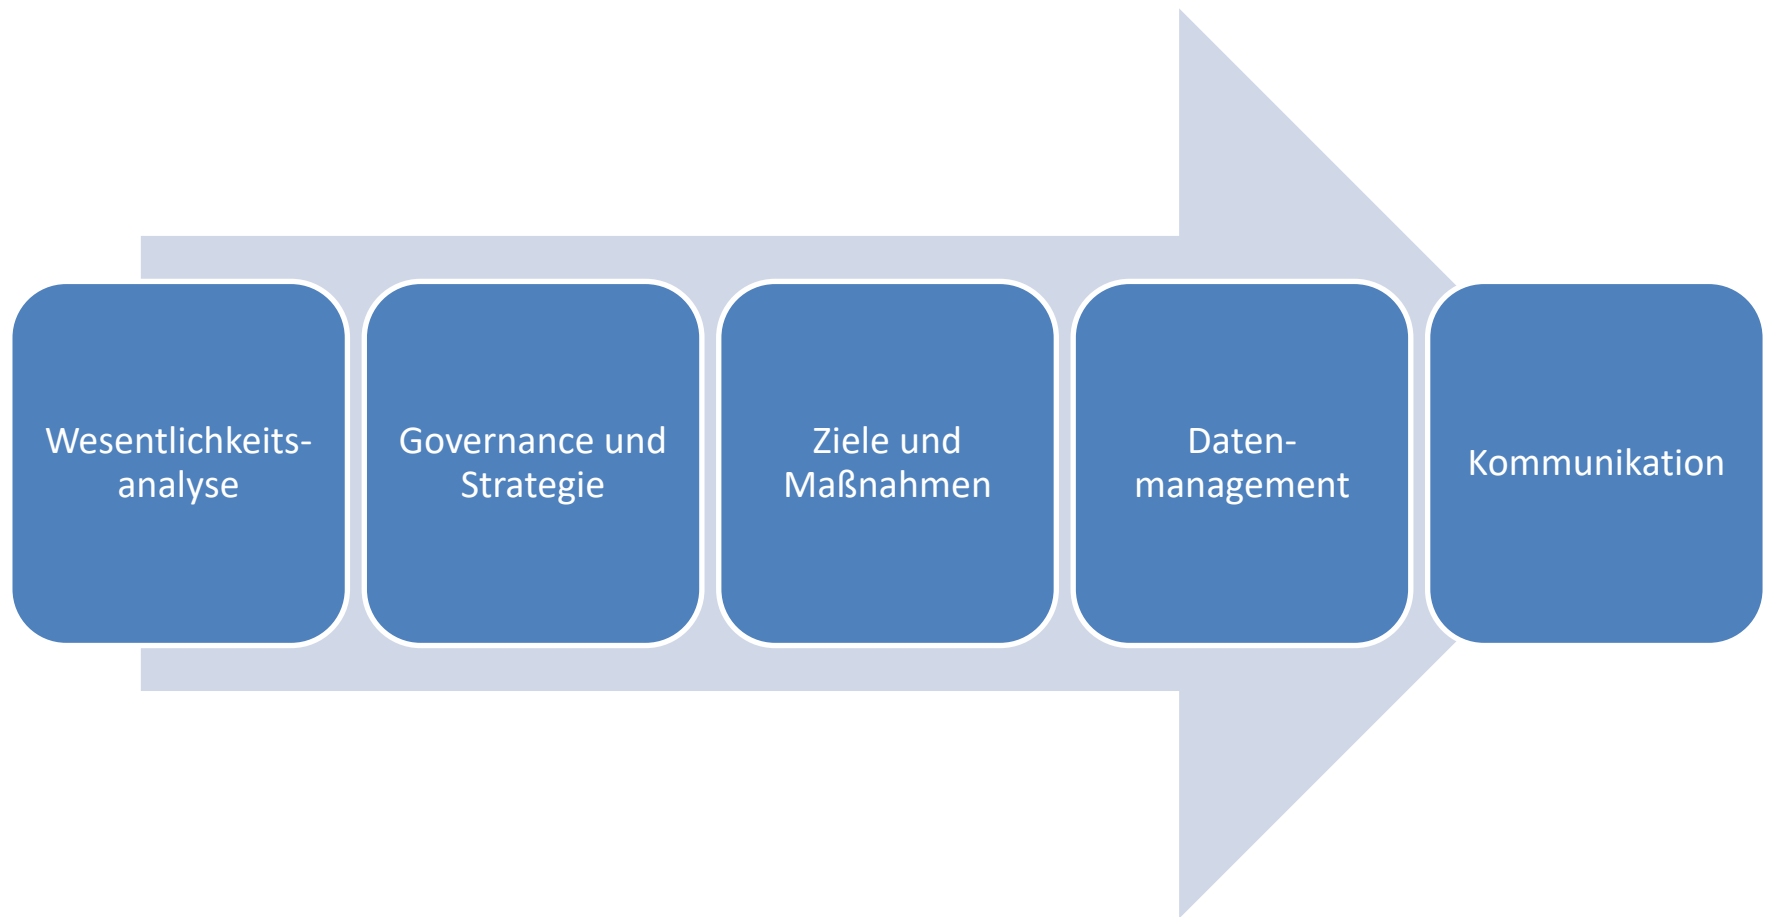 Wesentlichkeits-
analyse
Governance und
Strategie
Ziele und
Maßnahmen
Daten-
management
Kommunikation